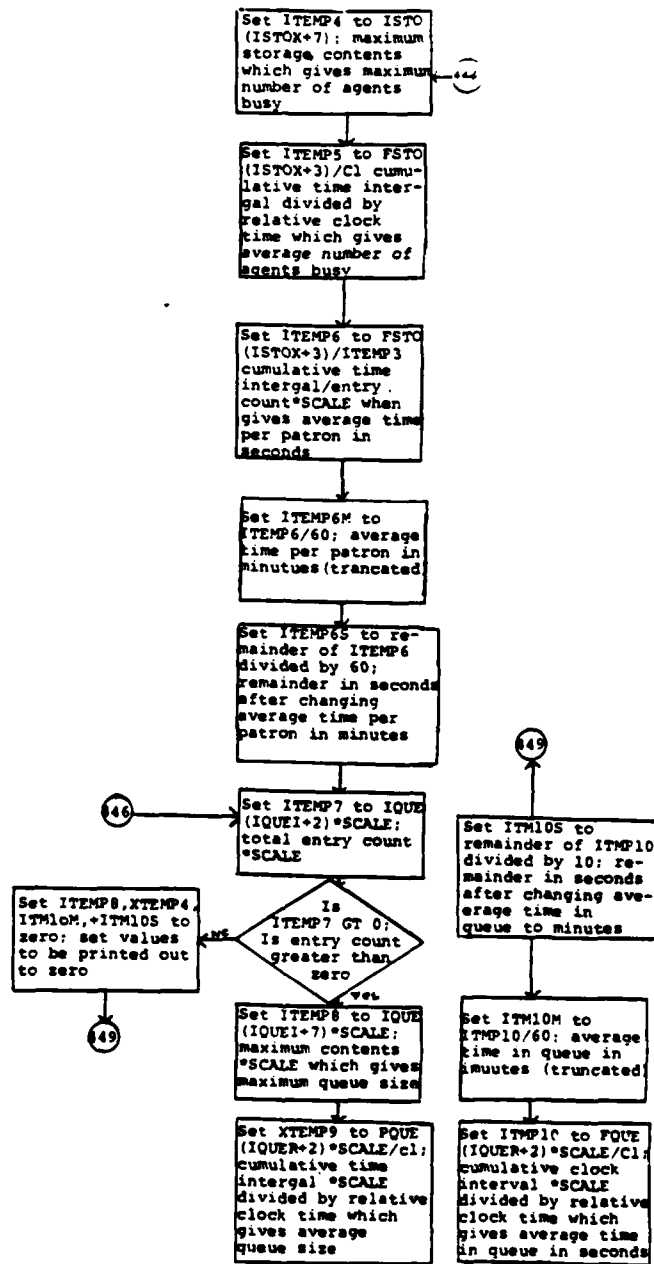 Set ITEMP4 to ISTO
(ISTOX+7); maximum
storage contents
which gives maximum
number of agents
busy
Set ITEMP5 to FSTO
(ISTOX+3)/Cl cumu-
lative time inter-
gal divided by
relative clock
time which gives
average number of
agents busy
Set ITEMP6 to FSTO
(ISTOX+3)/ITEMP3
cumulative time
intergal/entry
count*SCALE when
gives average time
per patron in
seconds
Set ITEMP6M to
ITEMP6/60; average
time per patron in
minutues(trancated
Set ITEMP6S to re-
mainder of ITEMP6
divided by 60;
remainder in seconds
after changing
average time per
patron in minutes
846
Set ITEMP7 to IQUE
(IQUEI+2)*SCALE;
total entry count
*SCALE
Is
ITEMP7 GT 0;
Is entry count
greater than
zero
No
Set ITEMP8,XTEMP4,
ITM1oM,+ITM10S to
zero; set values
to be printed out
to zero
849
Yes
Set ITEMP8 to IQUE
(IQUEI+7)*SCALE;
maximum contents
*SCALE which gives
maximum queue size
Set XTEMP9 to PQUE
(IQUER+2)*SCALE/cl;
cumulative time
intergal *SCALE
divided by relative
clock time which
gives average
queue size
849
Set ITM10S to
remainder of ITMP10
divided by 10; re-
mainder in seconds
after changing ave-
erage time in
queue to minutes
Set ITM10M to
ITMP10/60; average
time in queue in
imuutes (truncated
Set ITMP10 to FQUE
(IQUER+2)*SCALE/Cl;
cumulative clock
interval *SCALE
divided by relative
clock time which
gives average time
in queue in seconds